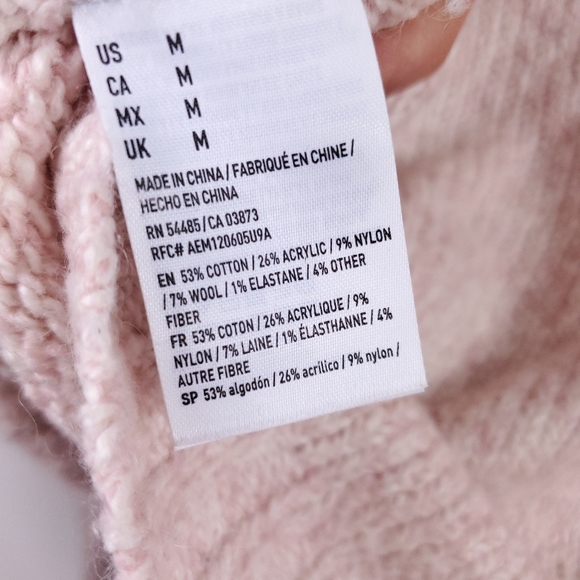 US M
CA M
MX M
UK M
MADE IN CHINA / FABRIQUÉ EN CHINE /
HECHO EN CHINA
RN 54485 / CA 03873
RFC# AEM120605U9A
EN 53% COTTON / 26% ACRYLIC / 9% NYLON
/ 7% WOOL / 1% ELASTANE / 4% OTHER
FIBER
FR 53% COTON / 26% ACRYLIQUE / 9%
NYLON / 7% LAINE / 1% ÉLASTHANNE / 4%
AUTRE FIBRE
SP 53% algodón / 26% acrílico / 9% nylon /